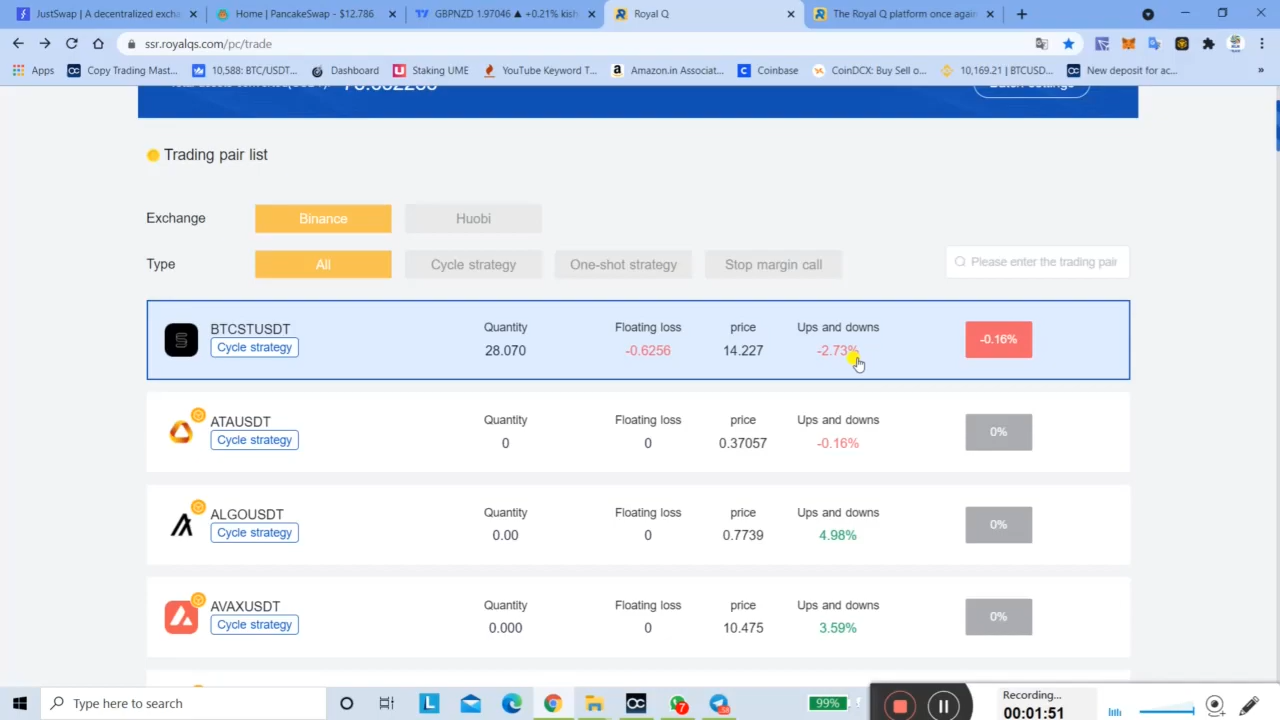 JustSwap | A decentralized excha
Home | PancakeSwap - $12.786
GBPNZD 1.97046 ▲ +0.21% kish
Royal Q
The Royal Q platform once again
ssr.royalqs.com/pc/trade
Apps
Copy Trading Mast...
10,588: BTC/USDT...
Dashboard
Staking UME
YouTube Keyword T...
Amazon.in Associat...
Coinbase
CoinDCX: Buy Sell o...
10,169.21 | BTCUSD...
New deposit for ac...
»
Trading pair list
Exchange
Binance
Huobi
Type
All
Cycle strategy
One-shot strategy
Stop margin call
Please enter the trading pair
BTCSTUSDT
Cycle strategy
Quantity
28.070
Floating loss
-0.6256
price
14.227
Ups and downs
-2.73%
-0.16%
ATAUSDT
Cycle strategy
Quantity
0
Floating loss
0
price
0.37057
Ups and downs
-0.16%
0%
ALGOUSDT
Cycle strategy
Quantity
0.00
Floating loss
0
price
0.7739
Ups and downs
4.98%
0%
AVAXUSDT
Cycle strategy
Quantity
0.000
Floating loss
0
price
10.475
Ups and downs
3.59%
0%
Type here to search
99%
Recording...
00:01:51